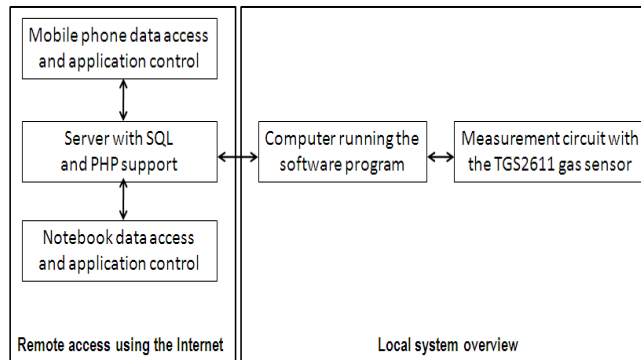 Mobile phone data access
and application control
Server with SQL
and PHP support
Notebook data access
and application control
Remote access using the Internet
Computer running the
software program
Measurement circuit with
the TGS2611 gas sensor
Local system overview